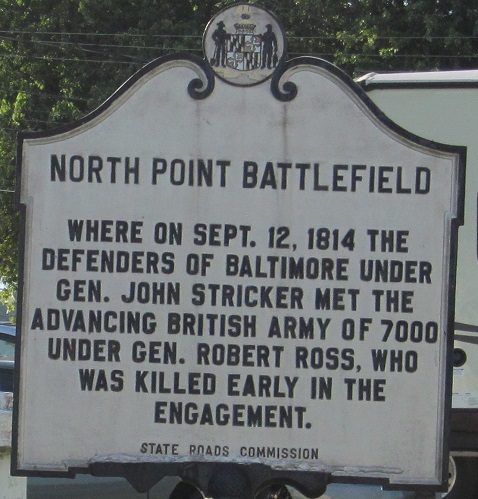 NORTH POINT BATTLEFIELD
WHERE ON SEPT. 12, 1814 THE
DEFENDERS OF BALTIMORE UNDER
GEN. JOHN STRICKER MET THE
ADVANCING BRITISH ARMY OF 7000
UNDER GEN. ROBERT ROSS, WHO
WAS KILLED EARLY IN THE
ENGAGEMENT.
STATE ROADS COMMISSION